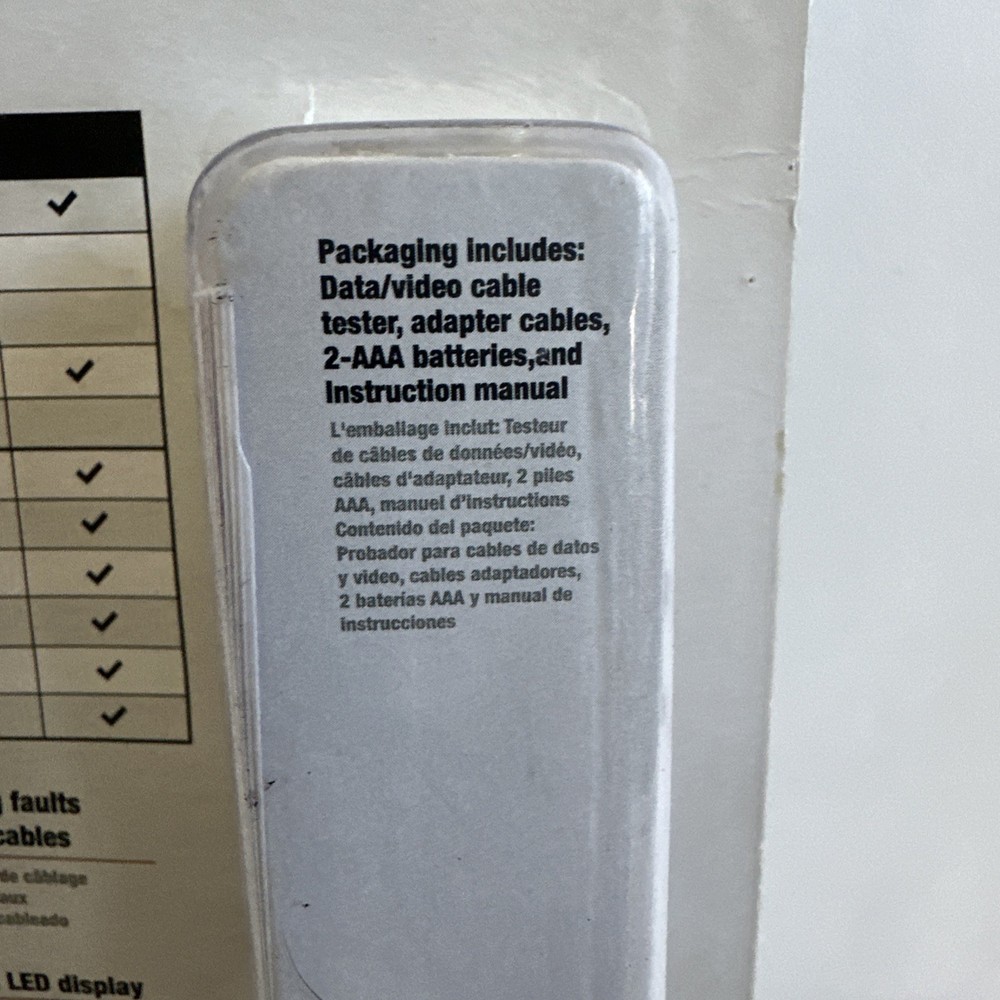 Packaging includes:
Data/video cable
tester, adapter cables,
2-AAA batteries,and
Instruction manual
L'emballage inclut: Testeur
de câbles de données/vidéo,
câbles d'adaptateur, 2 piles
AAA, manuel d'instructions
Contenido del paquete:
Probador para cables de datos
y video, cables adaptadores,
2 baterías AAA y manual de
instrucciones
faults
cables
de câblage
aux
cableado
LED display